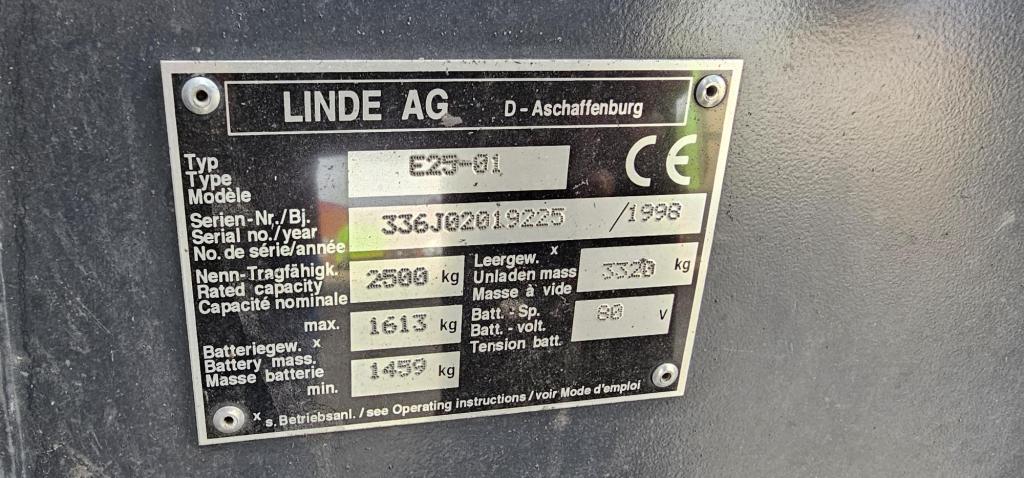 LINDE AG D - Aschaffenburg
CE
Typ
Type
Modèle
E25-01
Serien-Nr./Bj.
Serial no./year
No. de série/année
336J02019225 /1998
Nenn-Tragfähigk.
Rated capacity
Capacité nominale
2500 kg
Leergew. x
Unladen mass
Masse à vide
3320 kg
max. 1613 kg
Batteriegew. x
Battery mass.
Masse batterie
min. 1459 kg
Batt. - Sp.
Batt. - volt.
Tension batt.
80 V
x s. Betriebsanl. / see Operating instructions / voir Mode d'emploi